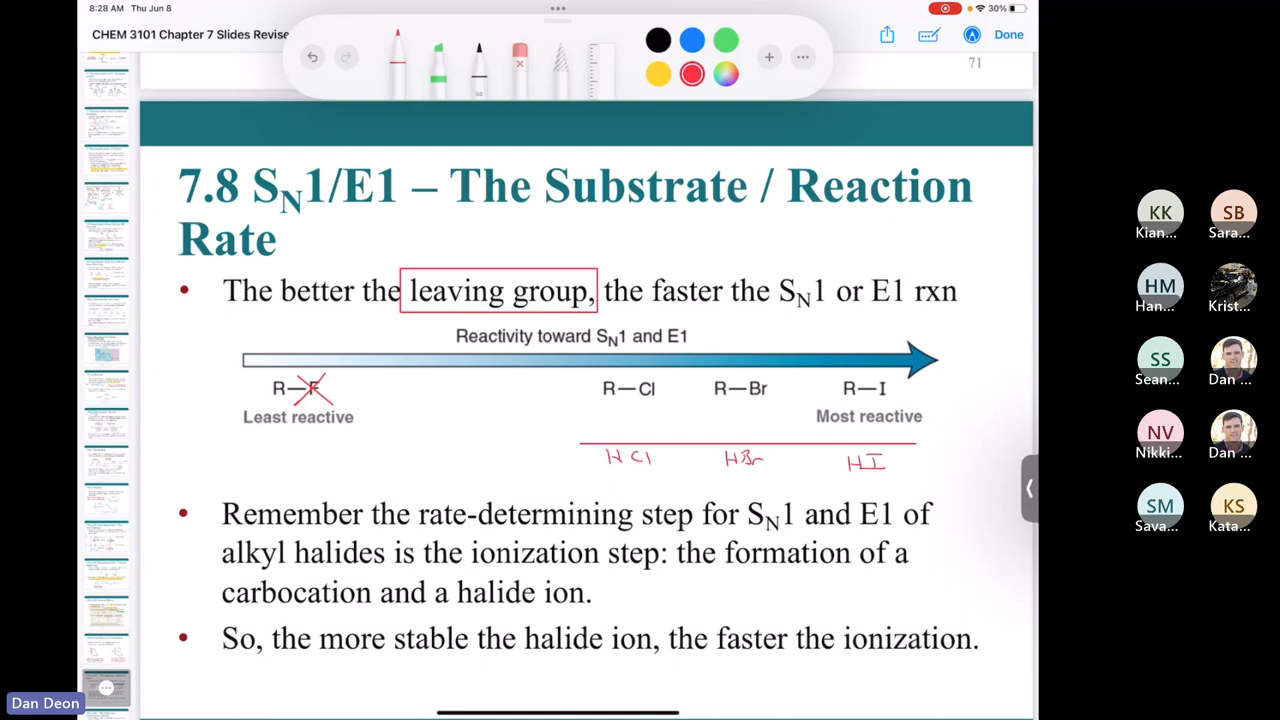 8:28 AM Thu Jun 8
30%
CHEM 3101 Chapter 7 Slides Revise
Done
71
7.8 SN1/E1 – The Substrate / Reaction
Rate
• The better the leaving group, the faster the SN1 or E1 rxn
Reactivity toward SN1 and E1
R—F R—Cl R—Br R—I
Least reactive Most reactive
HCl HBr HI
• Remember the rate-determining step for SN1 and E1 of
alkyl halides is the ionization step: the formation of a
carbocation and a halide ion.
• So, the more stable the halide ion, the faster the ionization.
KK SB
Kian... Sara...
HM
Han... Krist...
SS
Sean... Dan ...
NV
Nikki... Dan ...
SM KS
Sava... Kata...
Dan Deon